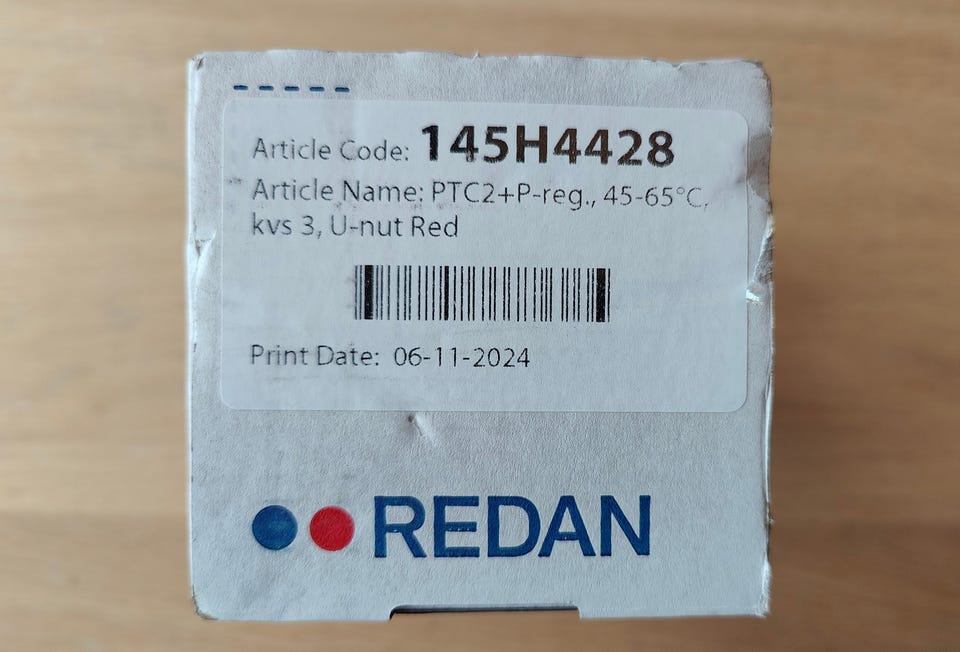 Article Code: 145H4428
Article Name: PTC2+P-reg., 45-65°C,
kvs 3, U-nut Red
Print Date: 06-11-2024
REDAN